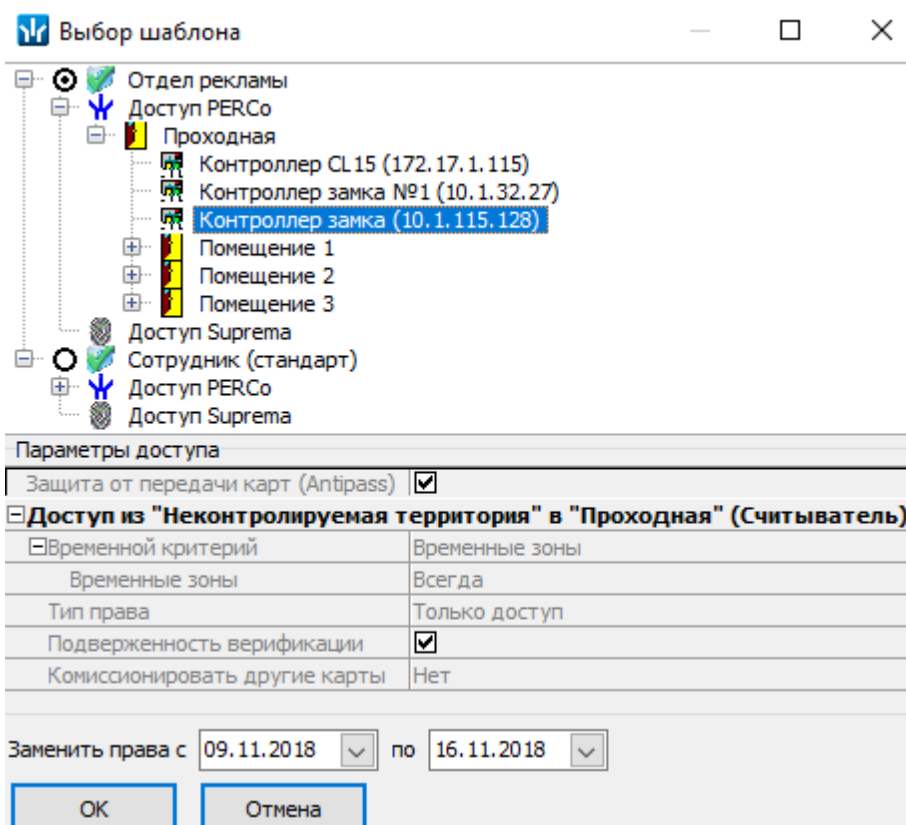 Выбор шаблона
Отдел рекламы
Доступ PERCo
Проходная
Контроллер CL15 (172.17.1.115)
Контроллер замка №1 (10.1.32.27)
Контроллер замка (10.1.115.128)
Помещение 1
Помещение 2
Помещение 3
Доступ Suprema
Сотрудник (стандарт)
Доступ PERCo
Доступ Suprema
Параметры доступа
Защита от передачи карт (Antipass)
Доступ из "Неконтролируемая территория" в "Проходная" (Считыватель)
Временной критерий Временные зоны
Временные зоны Всегда
Тип права Только доступ
Подверженность верификации
Комиссионировать другие карты Нет
Заменить права с 09.11.2018 по 16.11.2018
ОК Отмена